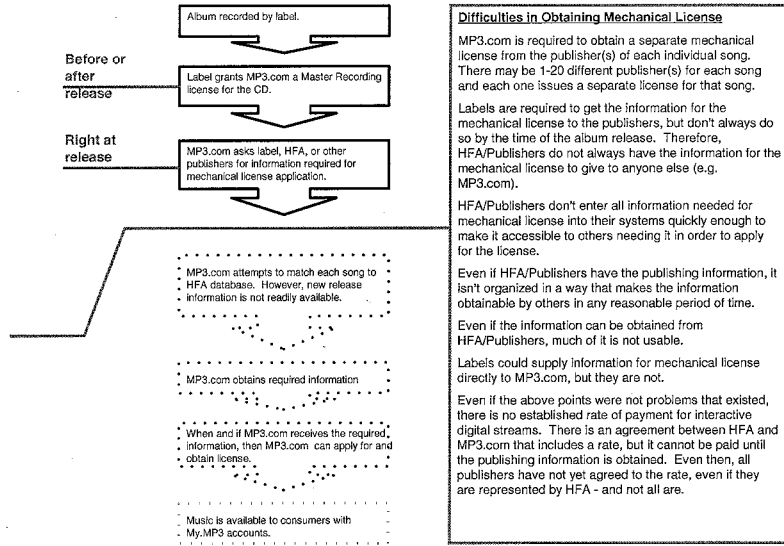 Album recorded by label.
Before or
after
release
Label grants MP3.com a Master Recording
license for the CD.
Right at
release
MP3.com asks label, HFA, or other
publishers for information required for
mechanical license application.
MP3.com attempts to match each song to
HFA database. However, new release
information is not readily available.
MP3.com obtains required information
When and if MP3.com receives the required
information, then MP3.com can apply for and
obtain license.
Music is available to consumers with
My.MP3 accounts.
Difficulties in Obtaining Mechanical License
MP3.com is required to obtain a separate mechanical
license from the publisher(s) of each individual song.
There may be 1-20 different publisher(s) for each song
and each one issues a separate license for that song.
Labels are required to get the information for the
mechanical license to the publishers, but don't always do
so by the time of the album release. Therefore,
HFA/Publishers do not always have the information for the
mechanical license to give to anyone else (e.g.
MP3.com).
HFA/Publishers don't enter all information needed for
mechanical license into their systems quickly enough to
make it accessible to others needing it in order to apply
for the license.
Even if HFA/Publishers have the publishing information, it
isn't organized in a way that makes the information
obtainable by others in any reasonable period of time.
Even if the information can be obtained from
HFA/Publishers, much of it is not usable.
Labels could supply information for mechanical license
directly to MP3.com, but they are not.
Even if the above points were not problems that existed,
there is no established rate of payment for interactive
digital streams. There is an agreement between HFA and
MP3.com that includes a rate, but it cannot be paid until
the publishing information is obtained. Even then, all
publishers have not yet agreed to the rate, even if they
are represented by HFA - and not all are.